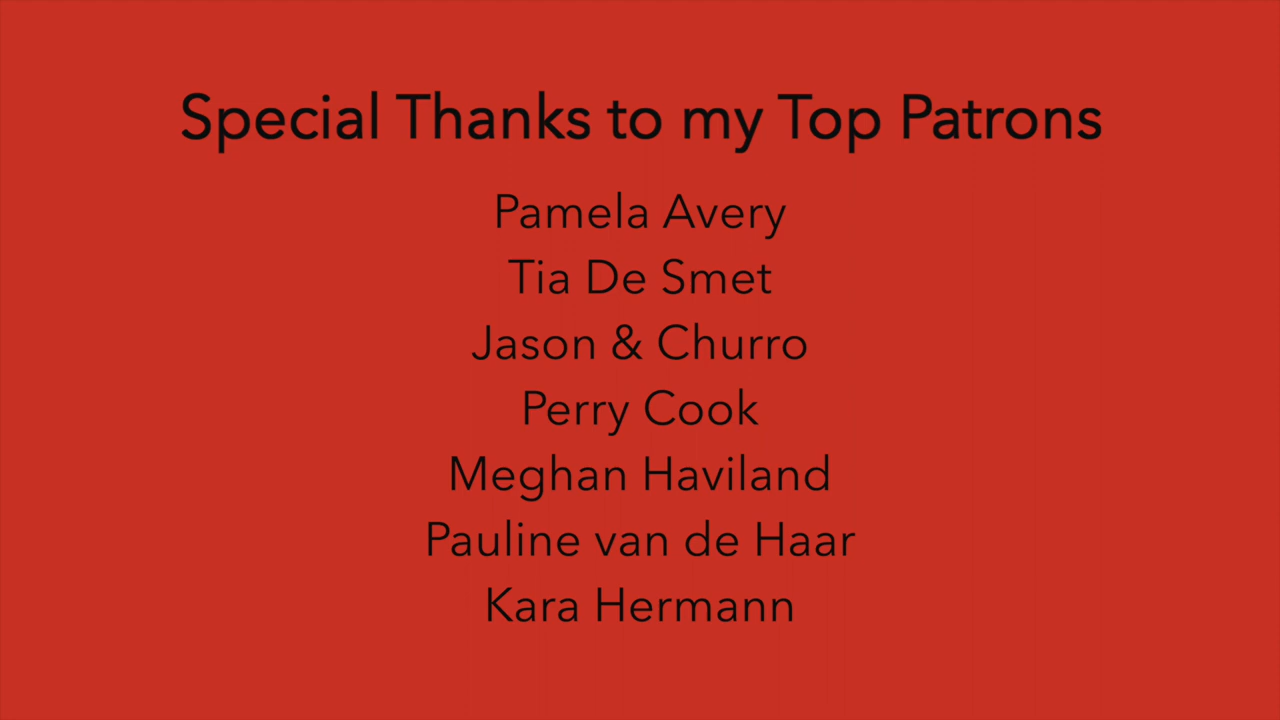 Special Thanks to my Top Patrons
Pamela Avery
Tia De Smet
Jason & Churro
Perry Cook
Meghan Haviland
Pauline van de Haar
Kara Hermann